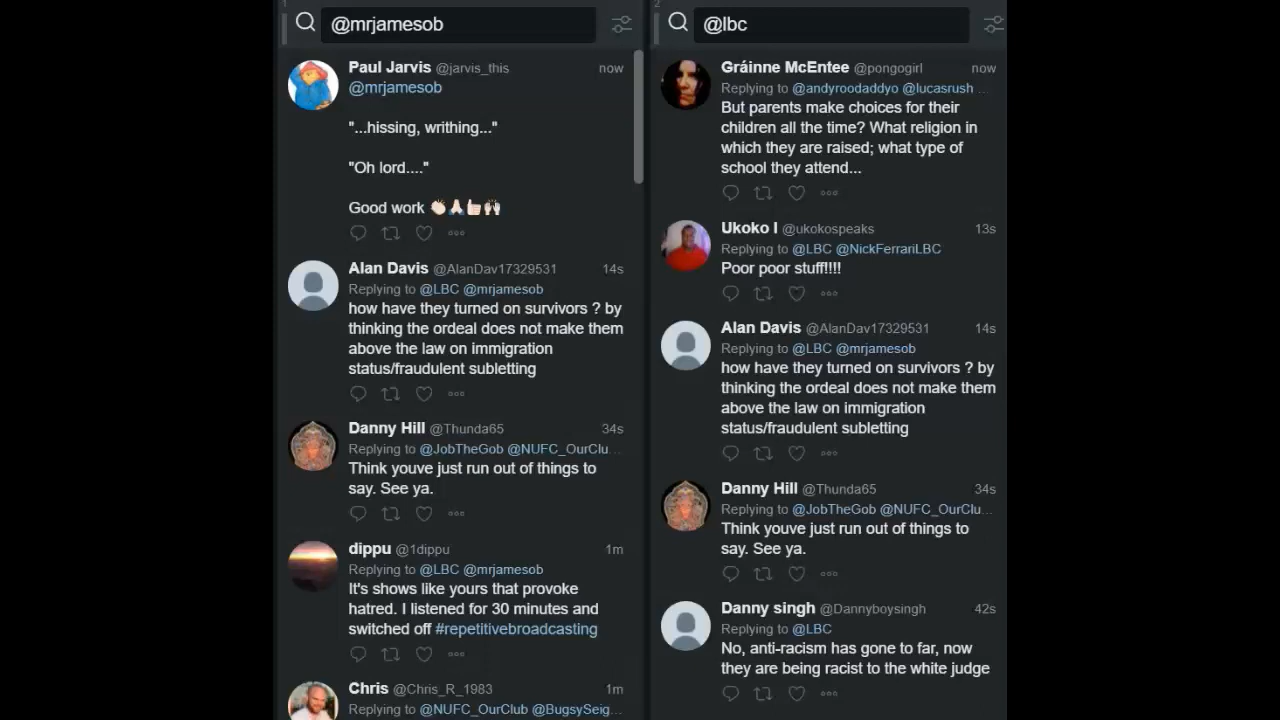 1
@mrjamesob
Paul Jarvis @jarvis_this now
@mrjamesob
"...hissing, writhing..."
"Oh lord...."
Good work 👏🏻🙏🏻👍🏻🙌🏻
Alan Davis @AlanDav17329531 14s
Replying to @LBC @mrjamesob
how have they turned on survivors ? by
thinking the ordeal does not make them
above the law on immigration
status/fraudulent subletting
Danny Hill @Thunda65 34s
Replying to @JobTheGob @NUFC_OurClu...
Think youve just run out of things to
say. See ya.
dippu @1dippu 1m
Replying to @LBC @mrjamesob
It's shows like yours that provoke
hatred. I listened for 30 minutes and
switched off #repetitivebroadcasting
Chris @Chris_R_1983 1m
Replying to @NUFC_OurClub @BugsySeig...
2
@lbc
Gráinne McEntee @pongogirl now
Replying to @andyroodaddyo @lucasrush ...
But parents make choices for their
children all the time? What religion in
which they are raised; what type of
school they attend...
Ukoko I @ukokospeaks 13s
Replying to @LBC @NickFerrariLBC
Poor poor stuff!!!!
Alan Davis @AlanDav17329531 14s
Replying to @LBC @mrjamesob
how have they turned on survivors ? by
thinking the ordeal does not make them
above the law on immigration
status/fraudulent subletting
Danny Hill @Thunda65 34s
Replying to @JobTheGob @NUFC_OurClu...
Think youve just run out of things to
say. See ya.
Danny singh @Dannyboysingh 42s
Replying to @LBC
No, anti-racism has gone to far, now
they are being racist to the white judge